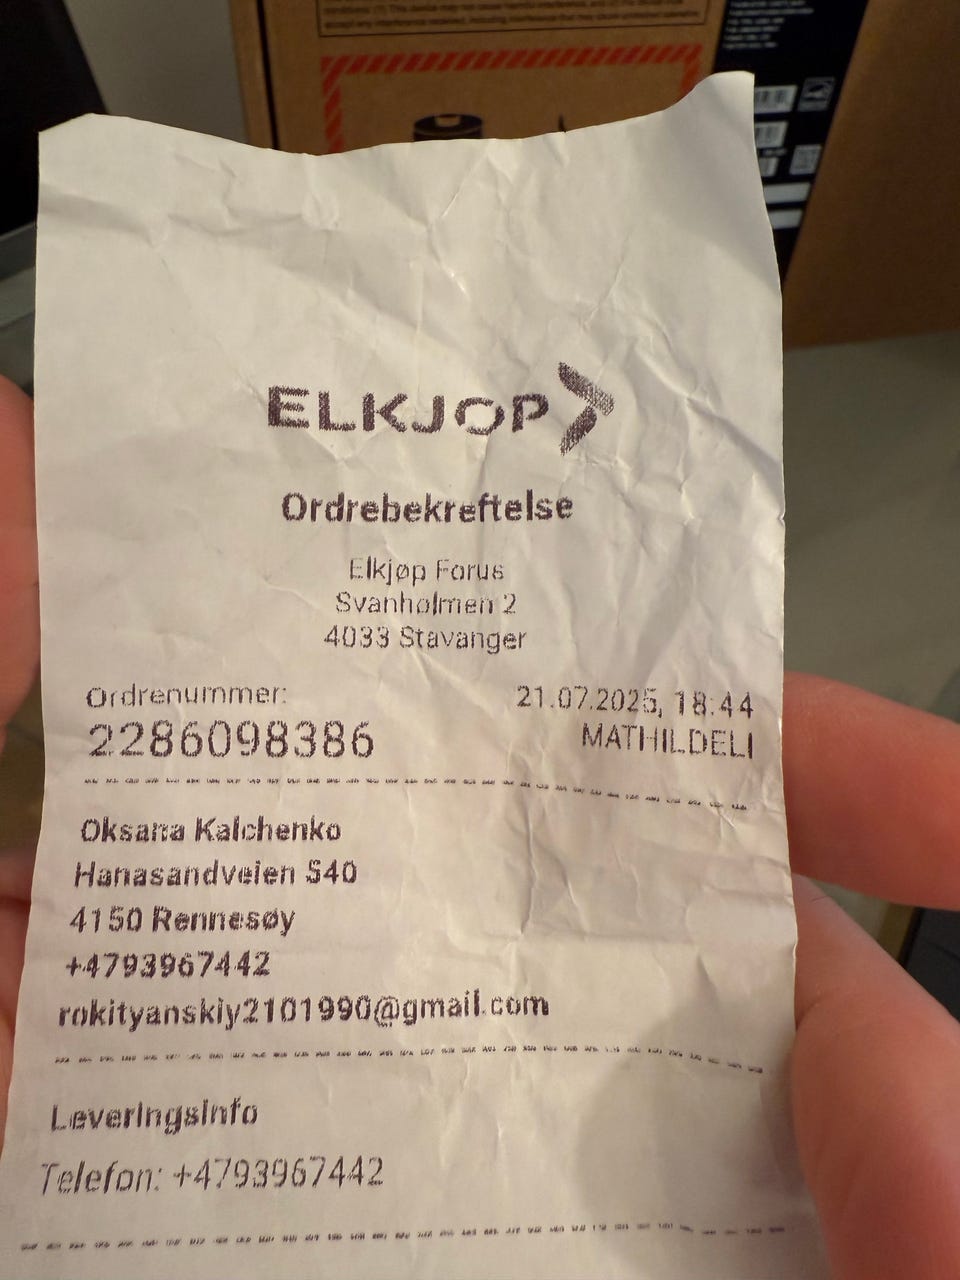 ELKJØP
Ordrebekreftelse
Elkjøp Forus
Svanholmen 2
4033 Stavanger
Ordrenummer:
2286098386
21.07.2025, 18:44
MATHILDELI
Oksana Kalchenko
Hanasandveien 540
4150 Rennesøy
+4793967442
rokityanskiy2101990@gmail.com
Leveringsinfo
Telefon: +4793967442